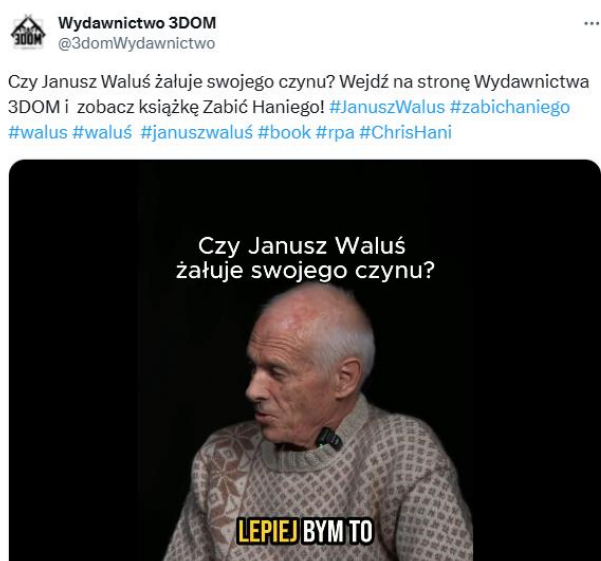 Wydawnictwo 3DOM
3DOM
@3domWydawnictwo
Czy Janusz Waluś żałuje swojego czynu? Wejdź na stronę Wydawnictwa
3DOM i zobacz książkę Zabić Haniego! #JanuszWalus #zabichaniego
#walus #waluś #januszwaluś #book #rpa #ChrisHani
Czy Janusz Waluś
żałuje swojego czynu?
LEPIEJ BYM TO